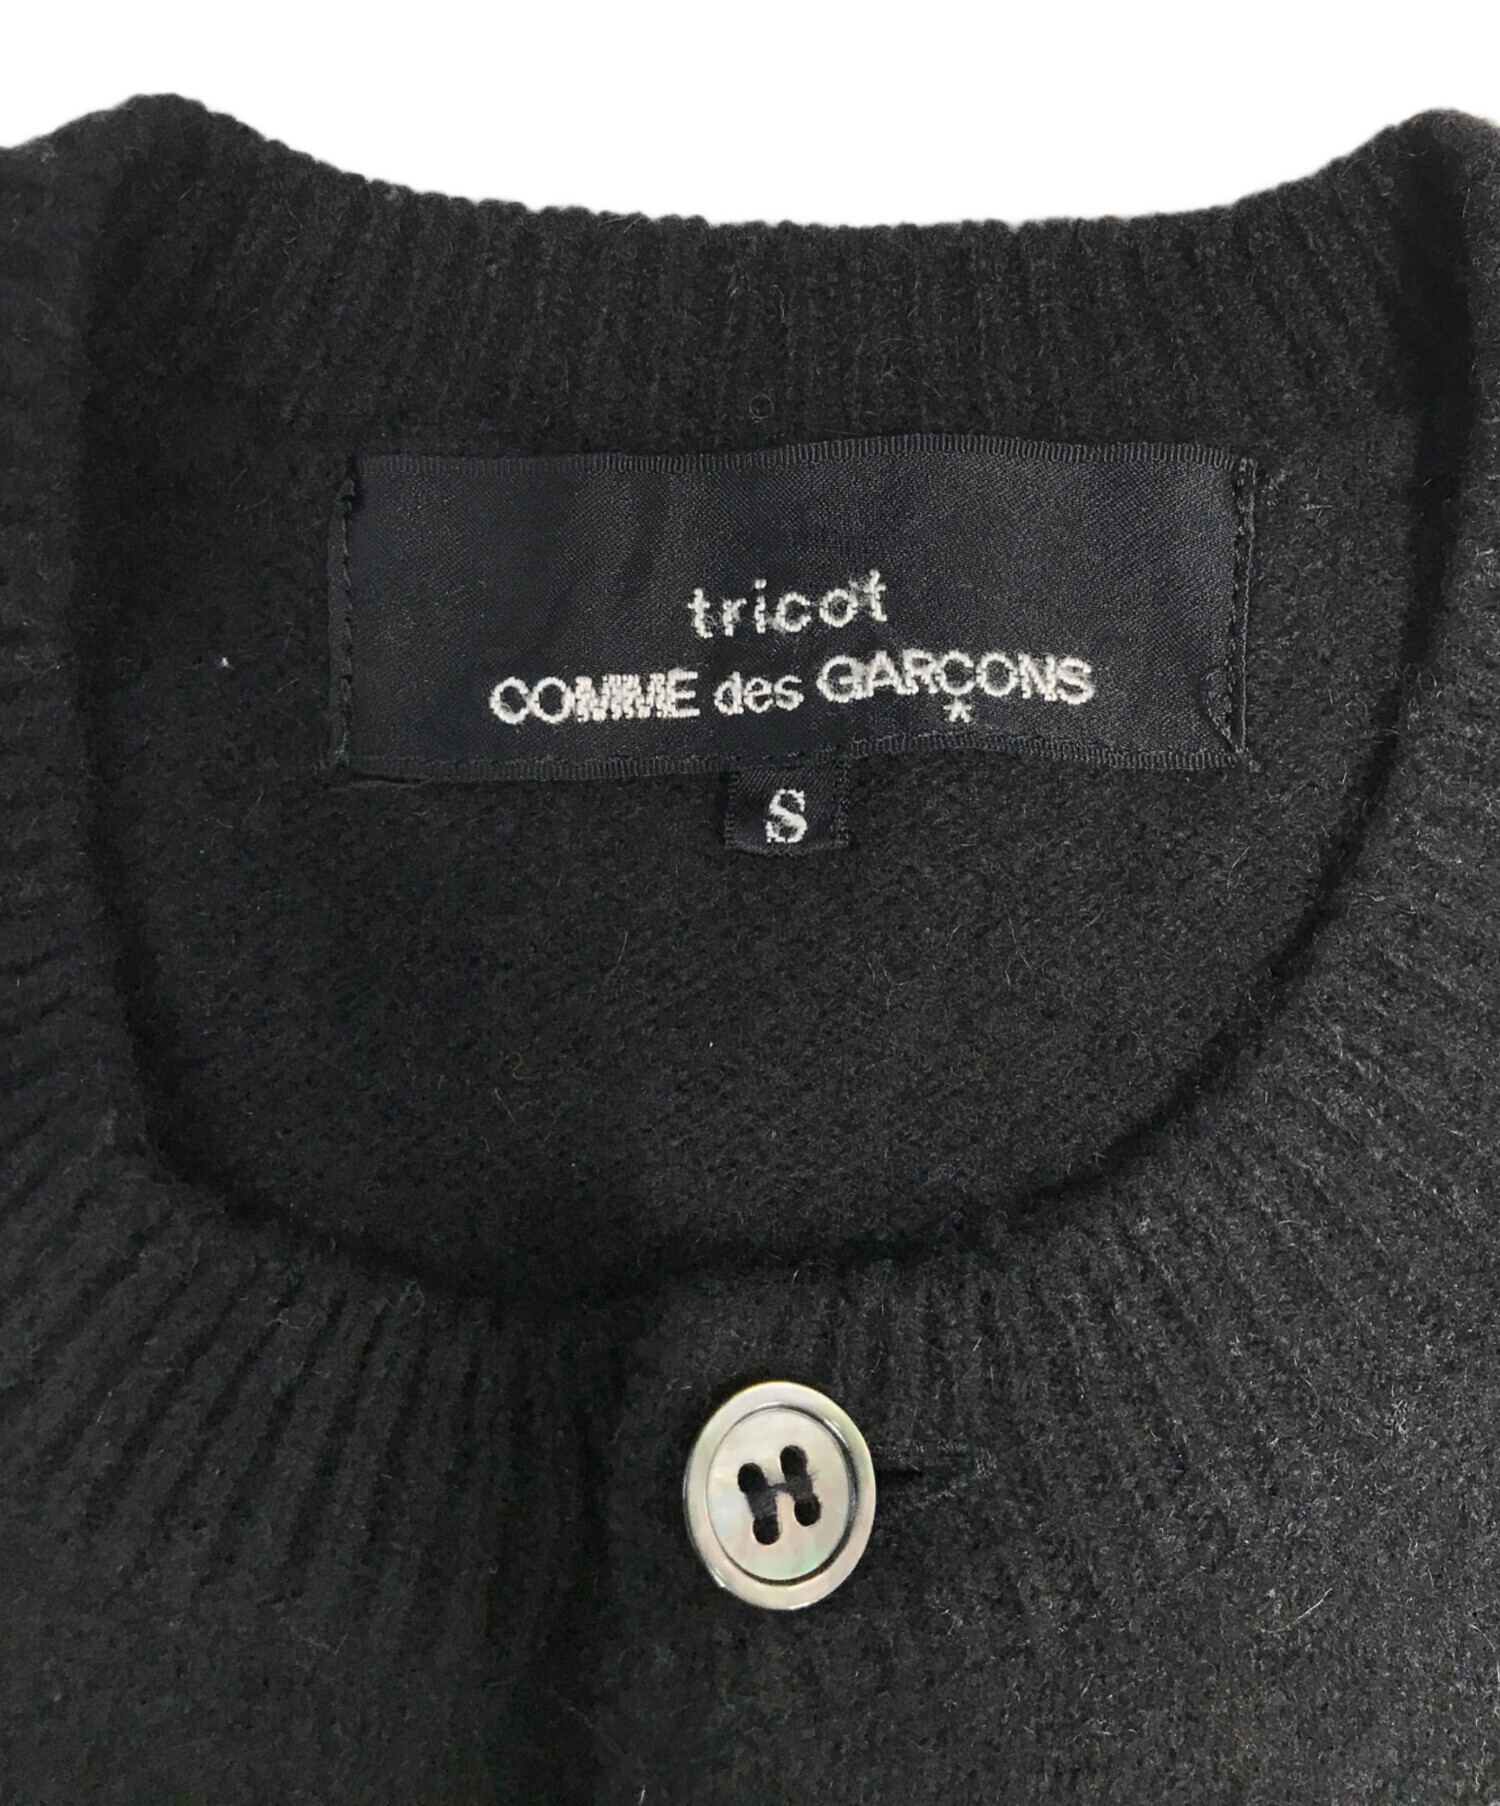 tricot
COMME des GARÇONS
*
S